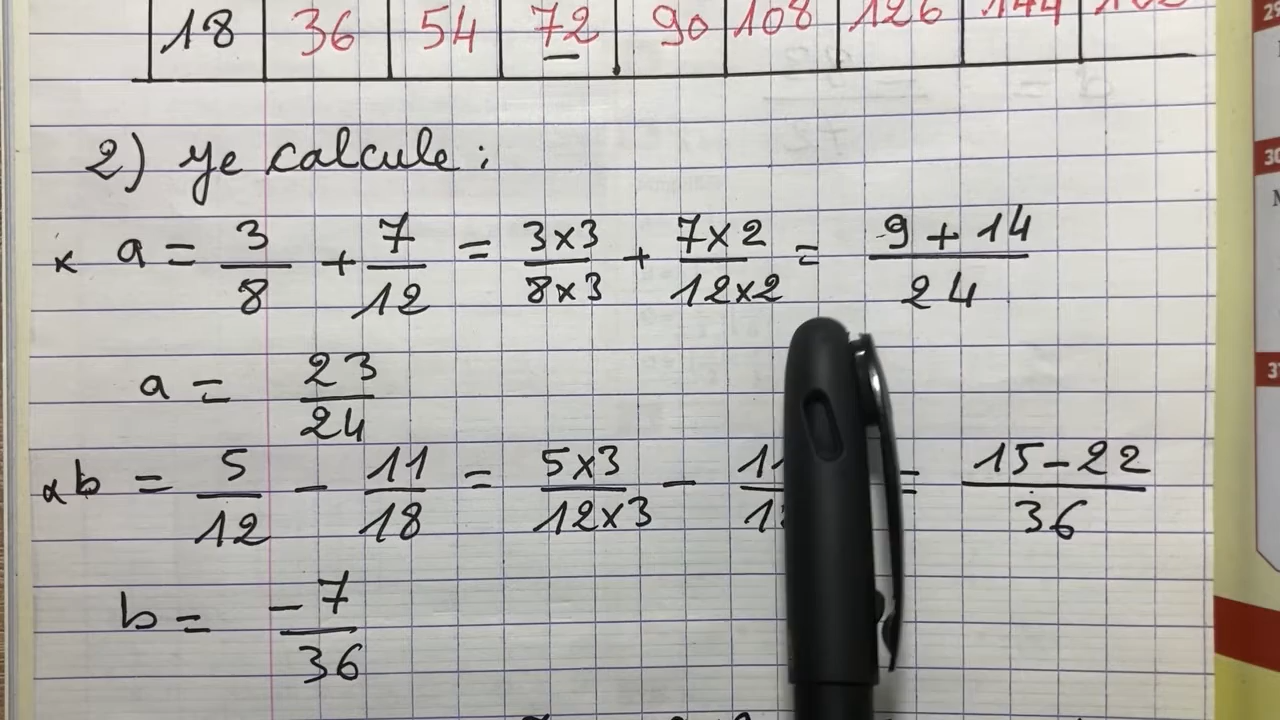 18 36 54 72 90 108 126 144
2) Je calcule :
× a = 3/8 + 7/12 = 3×3/8×3 + 7×2/12×2 = 9+14/24
a = 23/24
× b = 5/12 - 11/18 = 5×3/12×3 - 11 = 15-22/36
b = -7/36
30